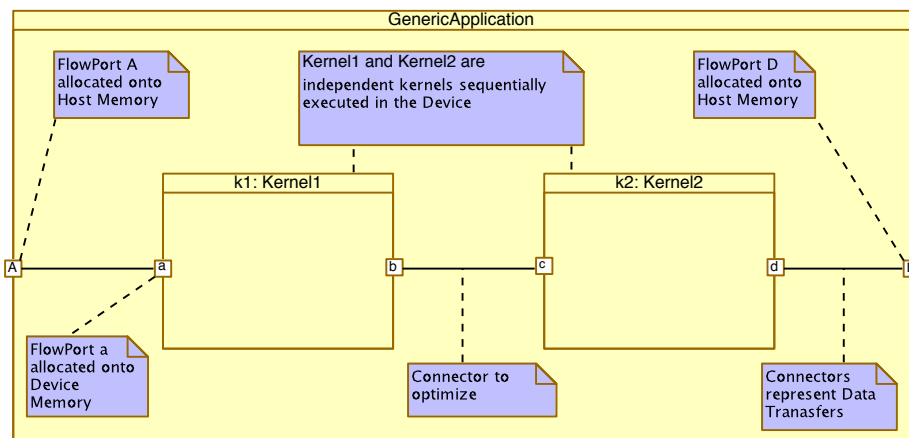 GenericApplication
FlowPort A
allocated onto
Host Memory
Kernel1 and Kernel2 are
independent kernels sequentially
executed in the Device
FlowPort D
allocated onto
Host Memory
k1: Kernel1
k2: Kernel2
A
a
b
c
d
FlowPort a
allocated onto
Device
Memory
Connector to
optimize
Connectors
represent Data
Tranasfers